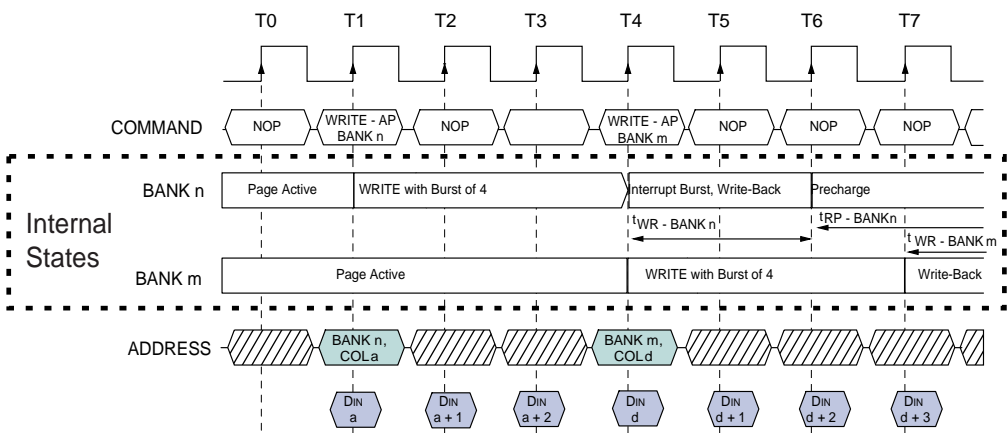 T0 T1 T2 T3 T4 T5 T6 T7
COMMAND
NOP
WRITE - AP
BANK n
NOP
WRITE - AP
BANK m
NOP
NOP
NOP
Internal
States
BANK n
Page Active
WRITE with Burst of 4
Interrupt Burst, Write-Back
Precharge
tWR - BANK n
tRP - BANK n
tWR - BANK m
BANK m
Page Active
WRITE with Burst of 4
Write-Back
ADDRESS
BANK n,
COL a
BANK m,
COL d
DIN
a
DIN
a + 1
DIN
a + 2
DIN
d
DIN
d + 1
DIN
d + 2
DIN
d + 3